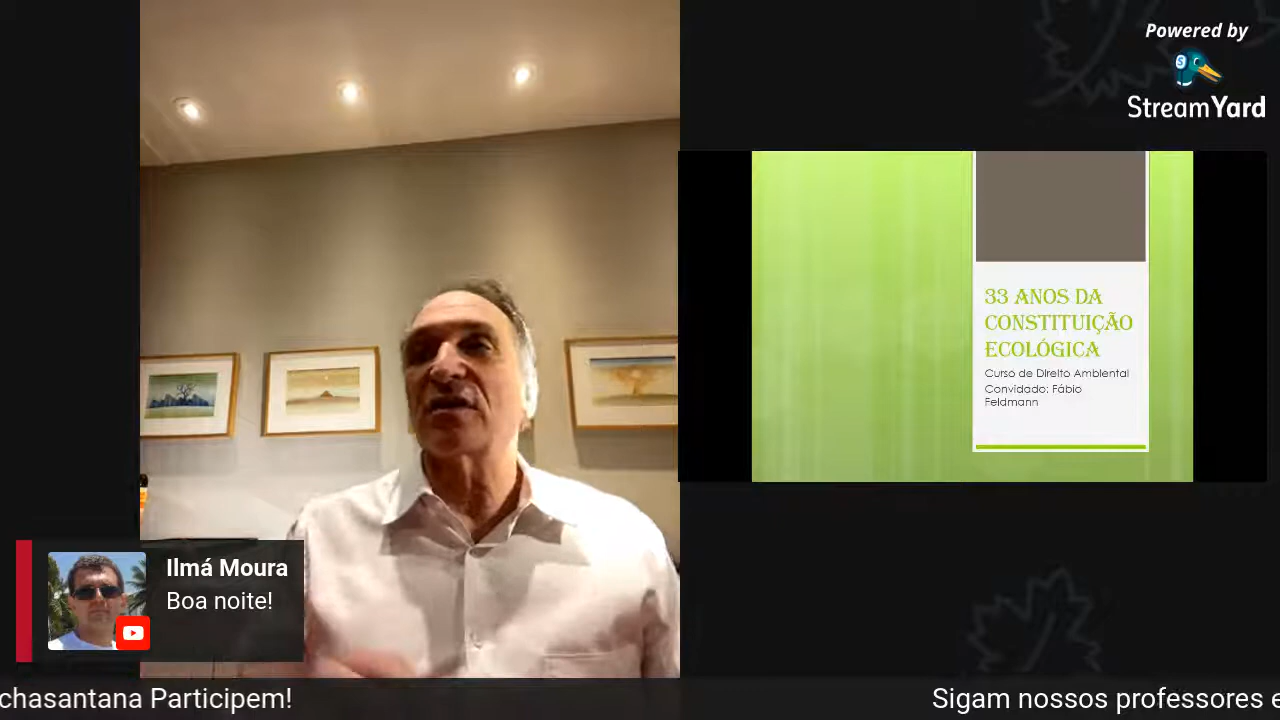 Powered by
StreamYard
33 ANOS DA
CONSTITUIÇÃO
ECOLÓGICA
Curso de Direito Ambiental
Convidado: Fábio
Feldmann
Ilmá Moura
Boa noite!
chasantana Participem!
Sigam nossos professores e